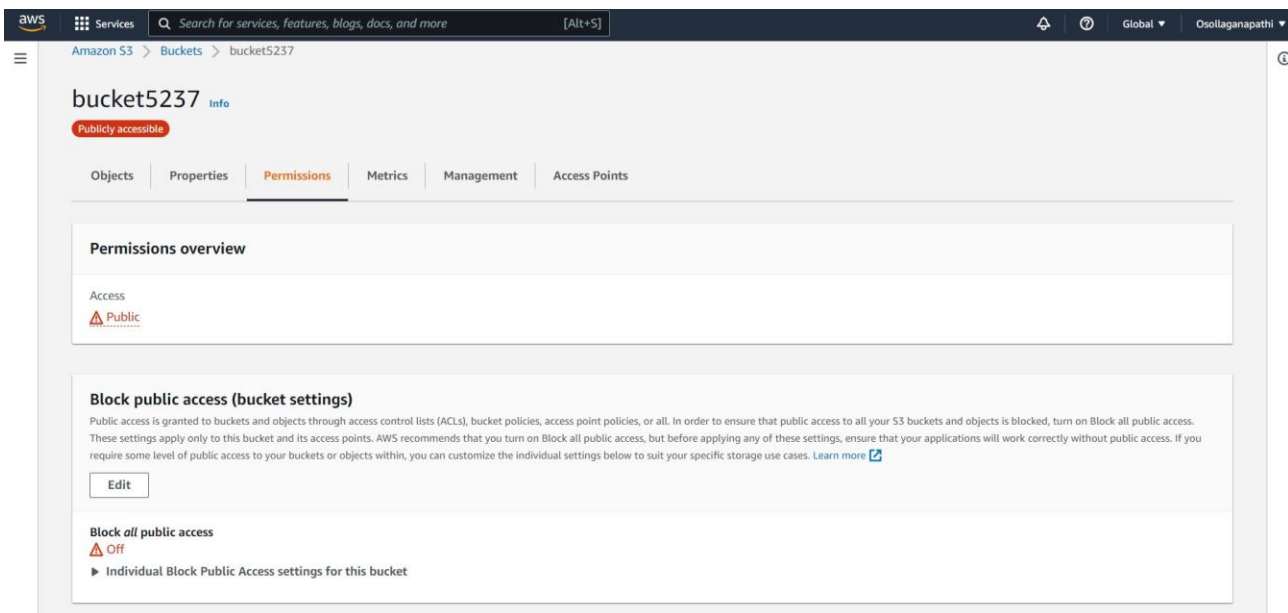 aws
Services
Search for services, features, blogs, docs, and more
[Alt+S]
Global ▼
Osollaganapathi ▼
Amazon S3 > Buckets > bucket5237
bucket5237 Info
Publicly accessible
Objects
Properties
Permissions
Metrics
Management
Access Points
Permissions overview
Access
Public
Block public access (bucket settings)
Public access is granted to buckets and objects through access control lists (ACLs), bucket policies, access point policies, or all. In order to ensure that public access to all your S3 buckets and objects is blocked, turn on Block all public access.
These settings apply only to this bucket and its access points. AWS recommends that you turn on Block all public access, but before applying any of these settings, ensure that your applications will work correctly without public access. If you
require some level of public access to your buckets or objects within, you can customize the individual settings below to suit your specific storage use cases. Learn more
Edit
Block all public access
Off
Individual Block Public Access settings for this bucket